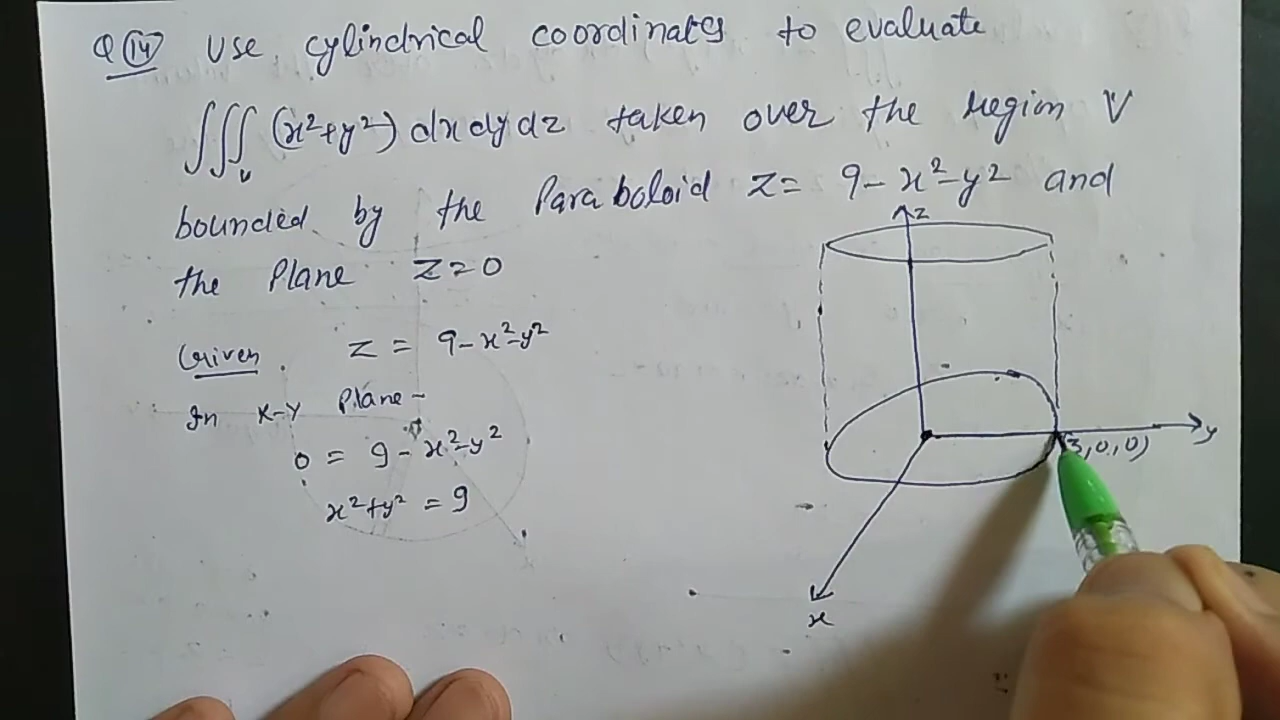 Q (14) Use cylindrical coordinates to evaluate
∭_V (x²+y²) dx dy dz taken over the region V
bounded by the Paraboloid z = 9 - x² - y² and
the Plane z = 0
Given z = 9 - x² - y²
In X-Y Plane -
0 = 9 - x² - y²
x² + y² = 9
z
y
(3,0,0)
x